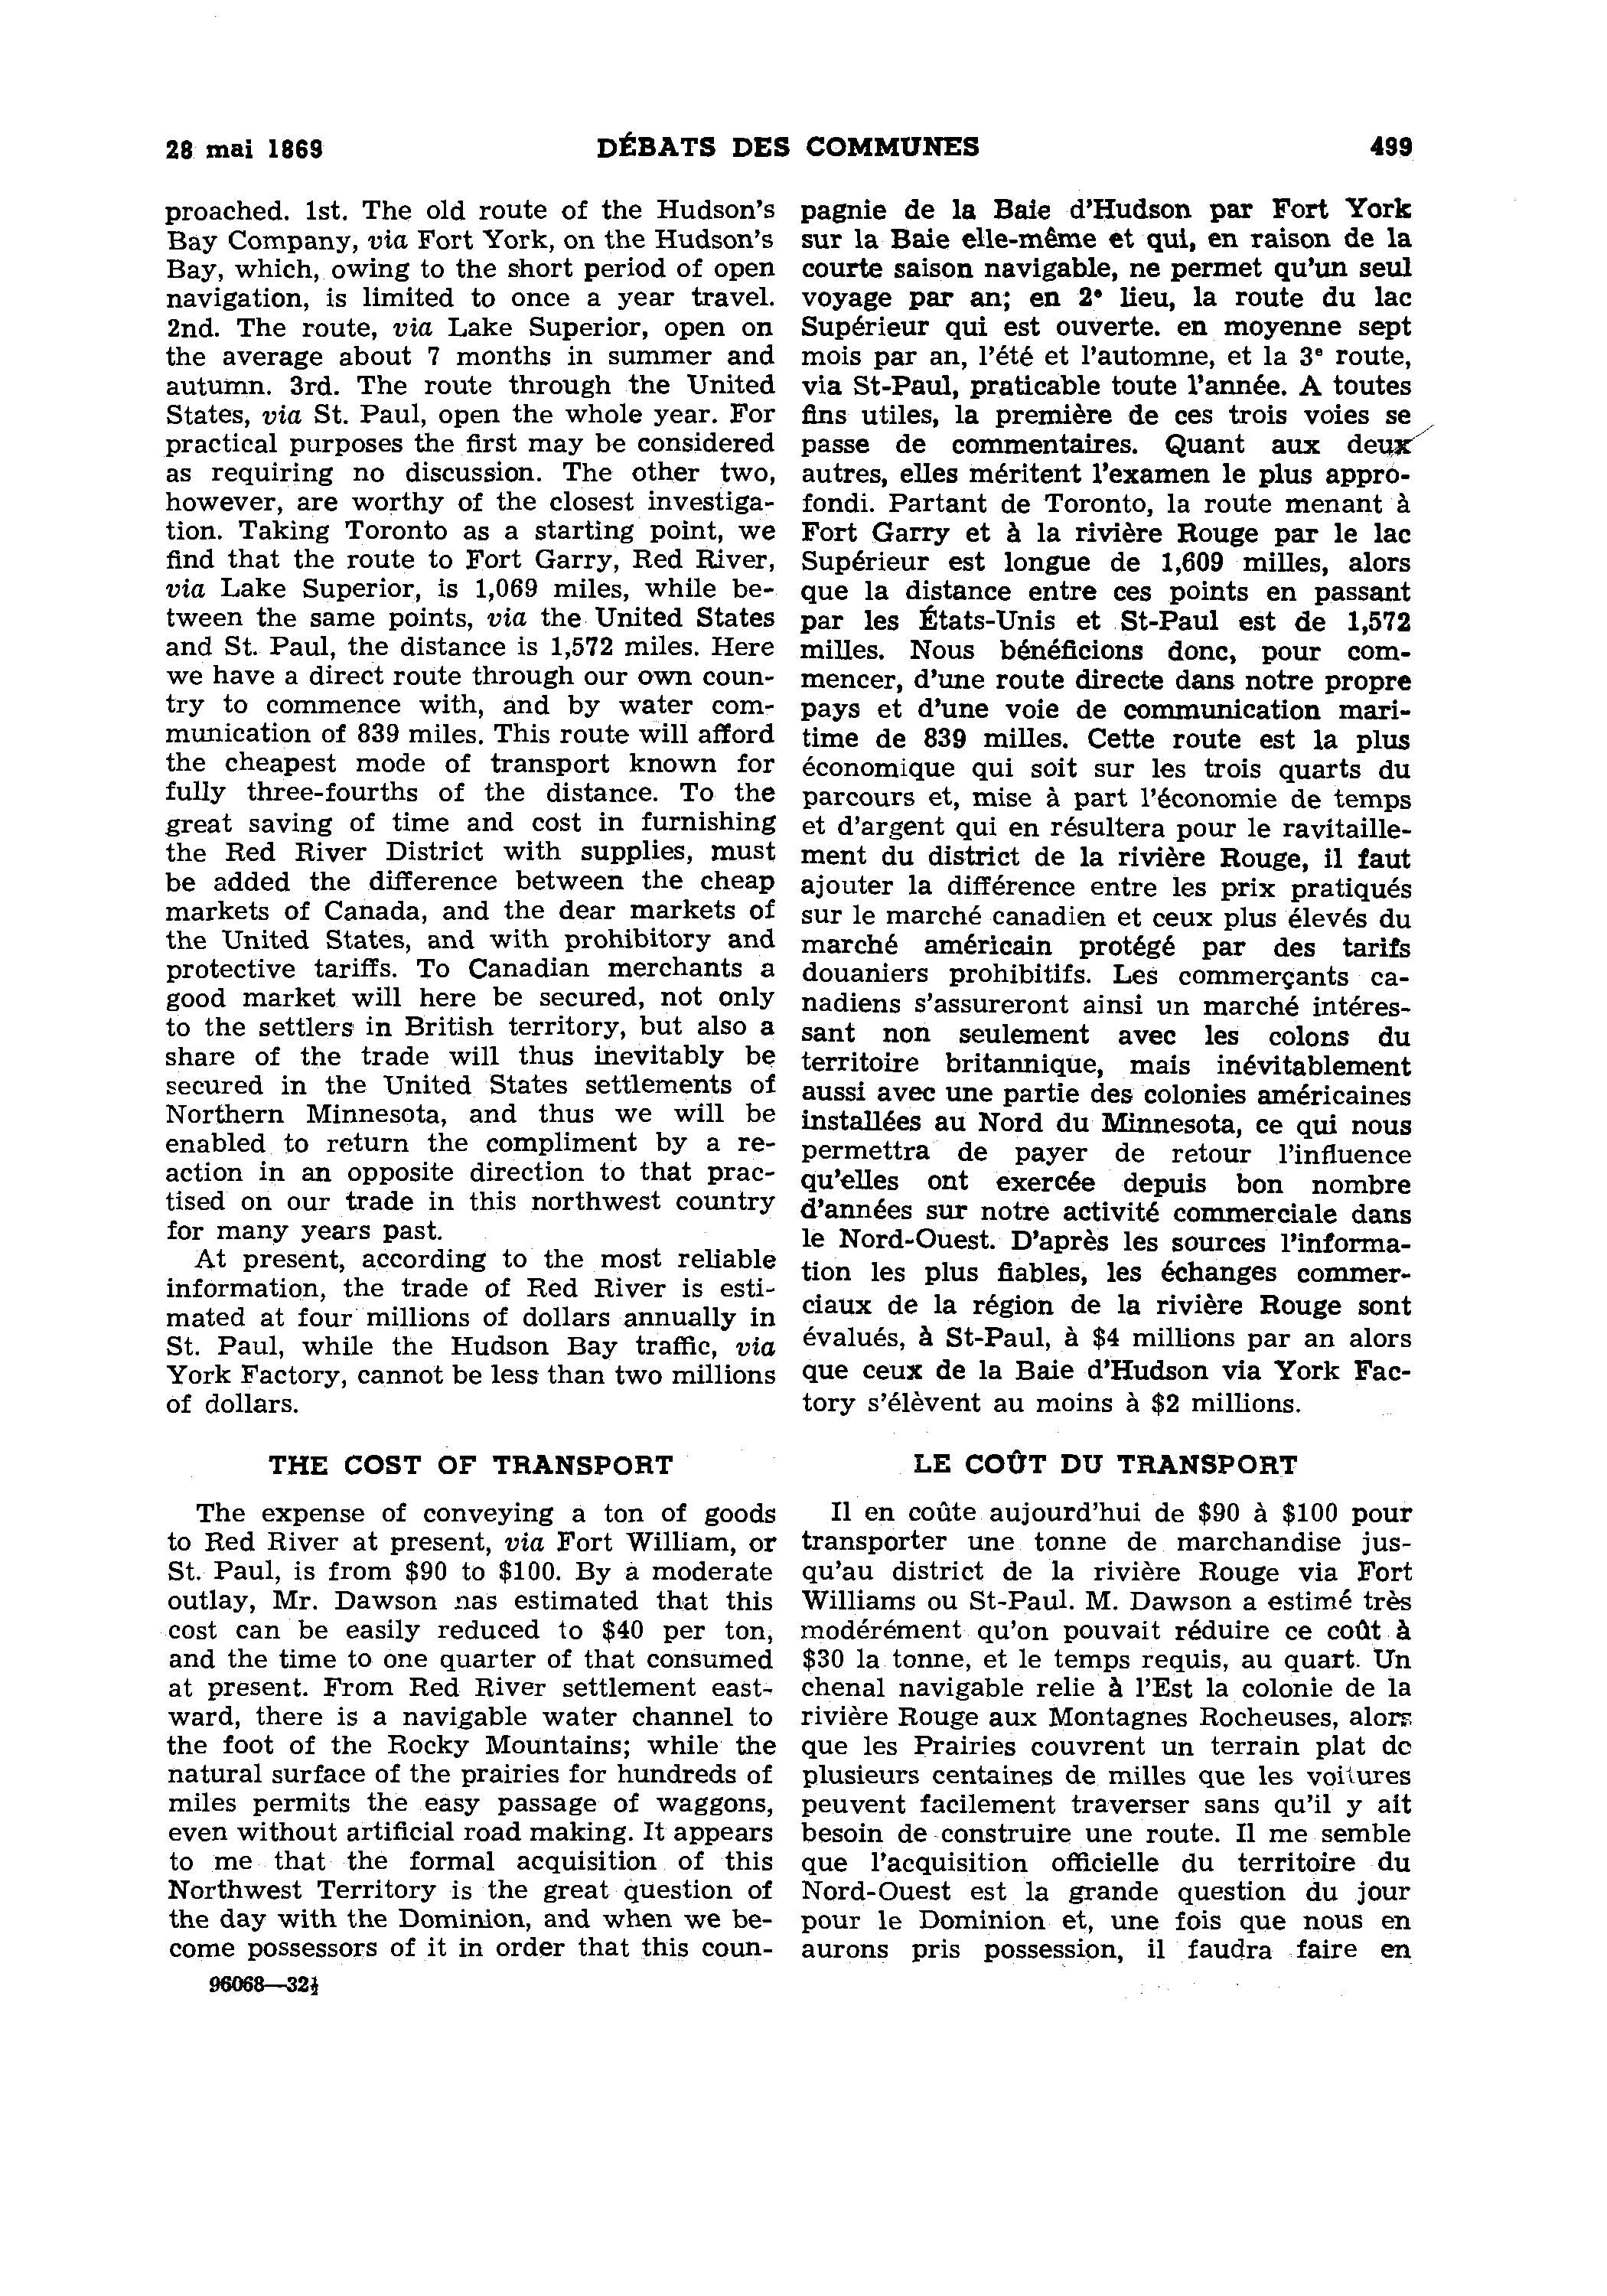 28 mai 1869 DÉBATS DES COMMUNES 499
proached. 1st. The old route of the Hudson's
Bay Company, via Fort York, on the Hudson's
Bay, which, owing to the short period of open
navigation, is limited to once a year travel.
2nd. The route, via Lake Superior, open on
the average about 7 months in summer and
autumn. 3rd. The route through the United
States, via St. Paul, open the whole year. For
practical purposes the first may be considered
as requiring no discussion. The other two,
however, are worthy of the closest investiga-
tion. Taking Toronto as a starting point, we
find that the route to Fort Garry, Red River,
via Lake Superior, is 1,069 miles, while be-
tween the same points, via the United States
and St. Paul, the distance is 1,572 miles. Here
we have a direct route through our own coun-
try to commence with, and by water com-
munication of 839 miles. This route will afford
the cheapest mode of transport known for
fully three-fourths of the distance. To the
great saving of time and cost in furnishing
the Red River District with supplies, must
be added the difference between the cheap
markets of Canada, and the dear markets of
the United States, and with prohibitory and
protective tariffs. To Canadian merchants a
good market will here be secured, not only
to the settlers in British territory, but also a
share of the trade will thus inevitably be
secured in the United States settlements of
Northern Minnesota, and thus we will be
enabled to return the compliment by a re-
action in an opposite direction to that prac-
tised on our trade in this northwest country
for many years past.
At present, according to the most reliable
information, the trade of Red River is esti-
mated at four millions of dollars annually in
St. Paul, while the Hudson Bay traffic, via
York Factory, cannot be less than two millions
of dollars.
THE COST OF TRANSPORT
The expense of conveying a ton of goods
to Red River at present, via Fort William, or
St. Paul, is from $90 to $100. By a moderate
outlay, Mr. Dawson nas estimated that this
cost can be easily reduced to $40 per ton,
and the time to one quarter of that consumed
at present. From Red River settlement east-
ward, there is a navigable water channel to
the foot of the Rocky Mountains; while the
natural surface of the prairies for hundreds of
miles permits the easy passage of waggons,
even without artificial road making. It appears
to me that the formal acquisition of this
Northwest Territory is the great question of
the day with the Dominion, and when we be-
come possessors of it in order that this coun-
96068—32½
pagnie de la Baie d'Hudson par Fort York
sur la Baie elle-même et qui, en raison de la
courte saison navigable, ne permet qu'un seul
voyage par an; en 2e lieu, la route du lac
Supérieur qui est ouverte. en moyenne sept
mois par an, l'été et l'automne, et la 3e route,
via St-Paul, praticable toute l'année. A toutes
fins utiles, la première de ces trois voies se
passe de commentaires. Quant aux deux
autres, elles méritent l'examen le plus appro-
fondi. Partant de Toronto, la route menant à
Fort Garry et à la rivière Rouge par le lac
Supérieur est longue de 1,609 milles, alors
que la distance entre ces points en passant
par les États-Unis et St-Paul est de 1,572
milles. Nous bénéficions donc, pour com-
mencer, d'une route directe dans notre propre
pays et d'une voie de communication mari-
time de 839 milles. Cette route est la plus
économique qui soit sur les trois quarts du
parcours et, mise à part l'économie de temps
et d'argent qui en résultera pour le ravitaille-
ment du district de la rivière Rouge, il faut
ajouter la différence entre les prix pratiqués
sur le marché canadien et ceux plus élevés du
marché américain protégé par des tarifs
douaniers prohibitifs. Les commerçants ca-
nadiens s'assureront ainsi un marché intéres-
sant non seulement avec les colons du
territoire britannique, mais inévitablement
aussi avec une partie des colonies américaines
installées au Nord du Minnesota, ce qui nous
permettra de payer de retour l'influence
qu'elles ont exercée depuis bon nombre
d'années sur notre activité commerciale dans
le Nord-Ouest. D'après les sources l'informa-
tion les plus fiables, les échanges commer-
ciaux de la région de la rivière Rouge sont
évalués, à St-Paul, à $4 millions par an alors
que ceux de la Baie d'Hudson via York Fac-
tory s'élèvent au moins à $2 millions.
LE COÛT DU TRANSPORT
Il en coûte aujourd'hui de $90 à $100 pour
transporter une tonne de marchandise jus-
qu'au district de la rivière Rouge via Fort
Williams ou St-Paul. M. Dawson a estimé très
modérément qu'on pouvait réduire ce coût à
$30 la tonne, et le temps requis, au quart. Un
chenal navigable relie à l'Est la colonie de la
rivière Rouge aux Montagnes Rocheuses, alors
que les Prairies couvrent un terrain plat de
plusieurs centaines de milles que les voitures
peuvent facilement traverser sans qu'il y ait
besoin de construire une route. Il me semble
que l'acquisition officielle du territoire du
Nord-Ouest est la grande question du jour
pour le Dominion et, une fois que nous en
aurons pris possession, il faudra faire en